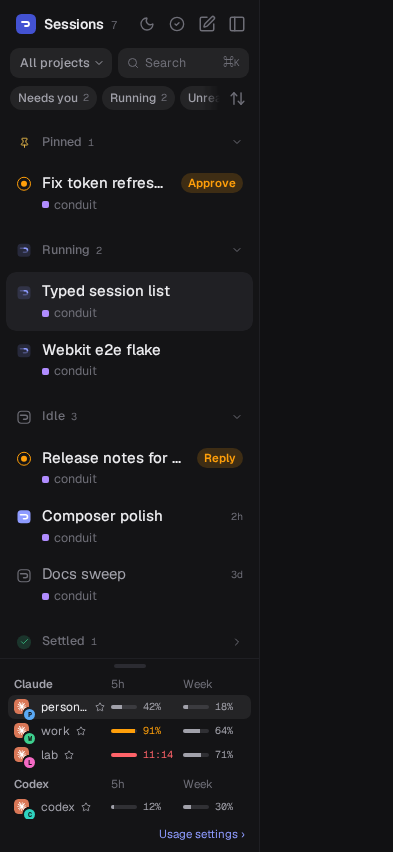 Sessions 7
All projects Search ⌘K
Needs you 2 Running 2 Unre
Pinned 1
Fix token refres... Approve
conduit
Running 2
Typed session list
conduit
Webkit e2e flake
conduit
Idle 3
Release notes for ... Reply
conduit
Composer polish 2h
conduit
Docs sweep 3d
conduit
Settled 1
Claude 5h Week
P person... 42% 18%
W work 91% 64%
L lab 11:14 71%
Codex 5h Week
C codex 12% 30%
Usage settings ›